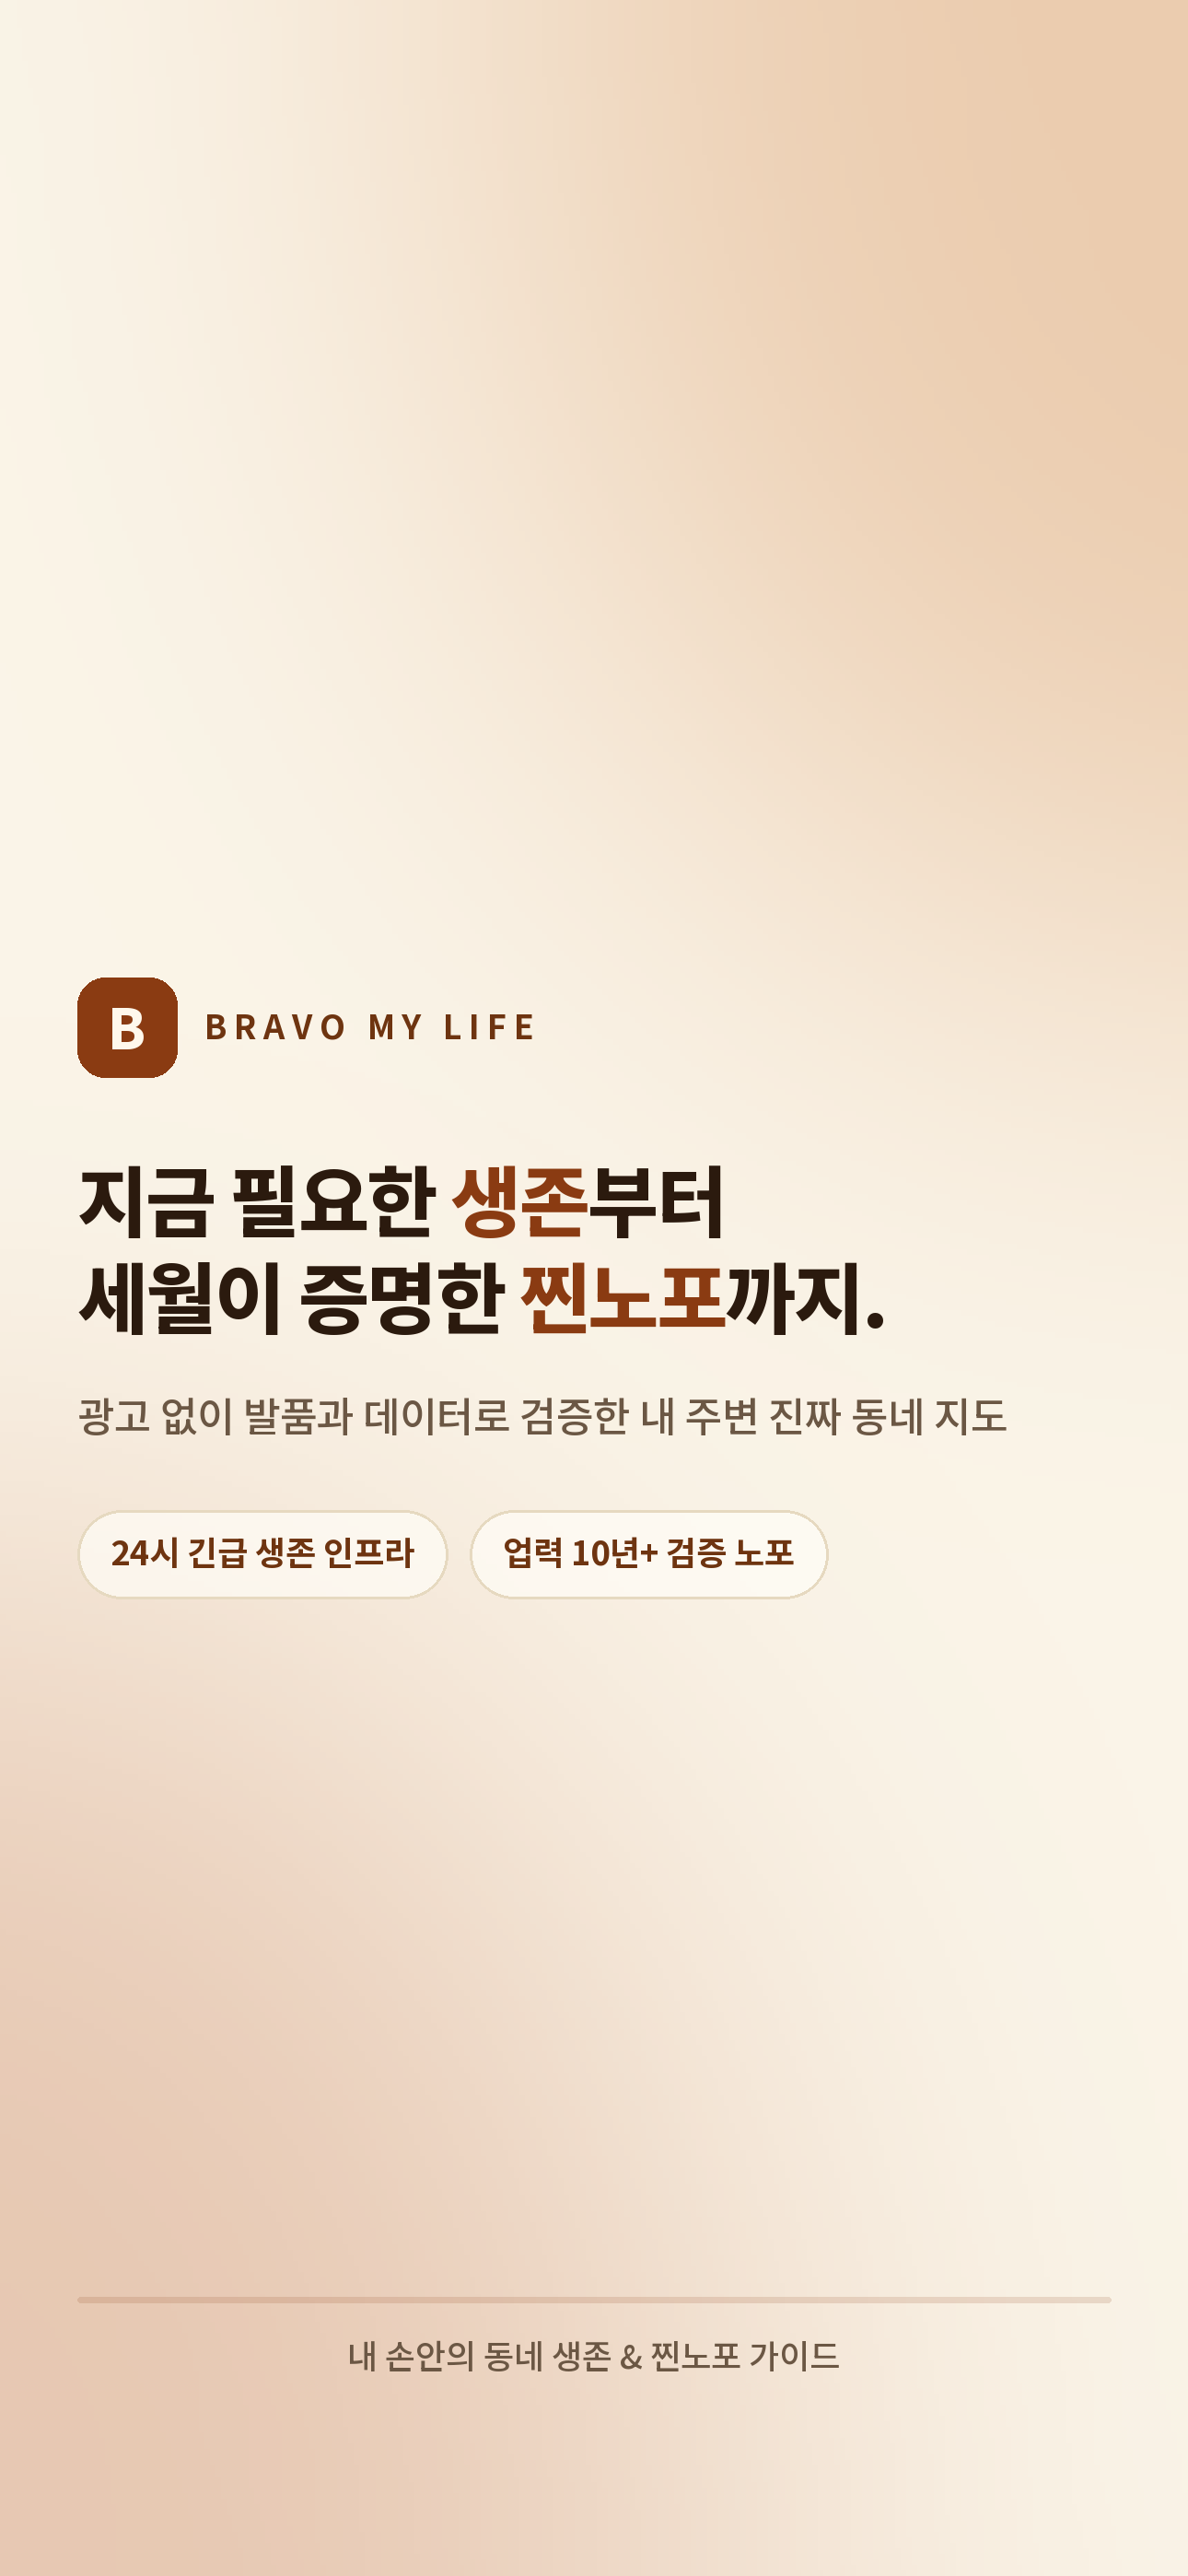 B
BRAVO MY LIFE
지금 필요한 생존부터
세월이 증명한 찐노포까지.
광고 없이 발품과 데이터로 검증한 내 주변 진짜 동네 지도
24시 긴급 생존 인프라
업력 10년+ 검증 노포
내 손안의 동네 생존 & 찐노포 가이드